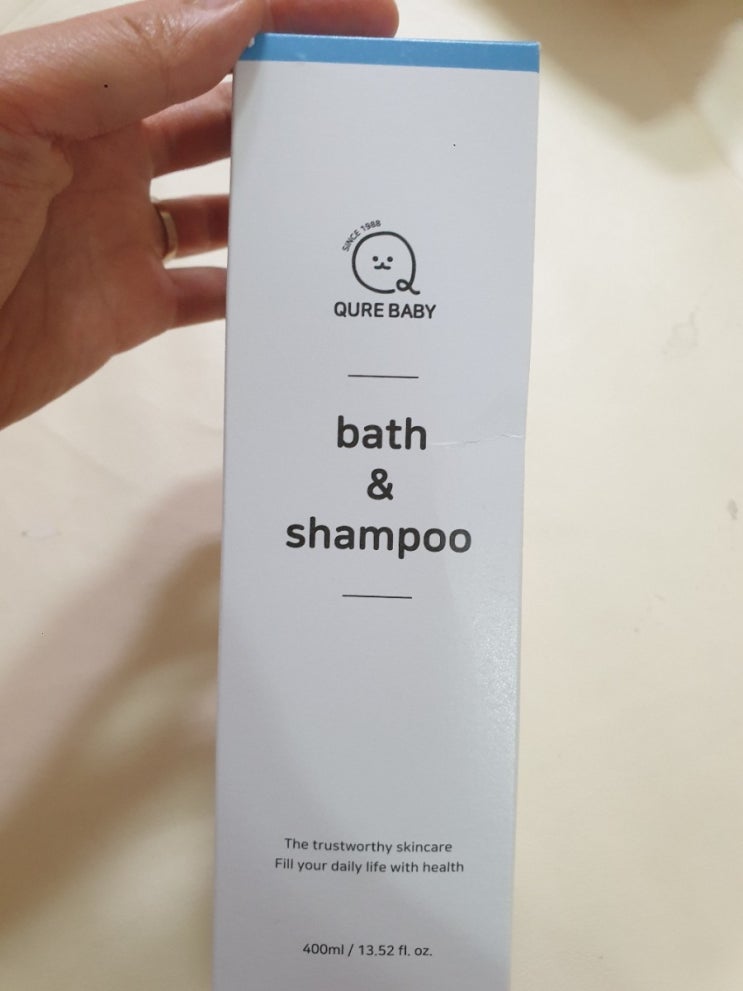 SINCE 1988
QURE BABY
bath
&
shampoo
The trustworthy skincare
Fill your daily life with health
400ml / 13.52 fl. oz.